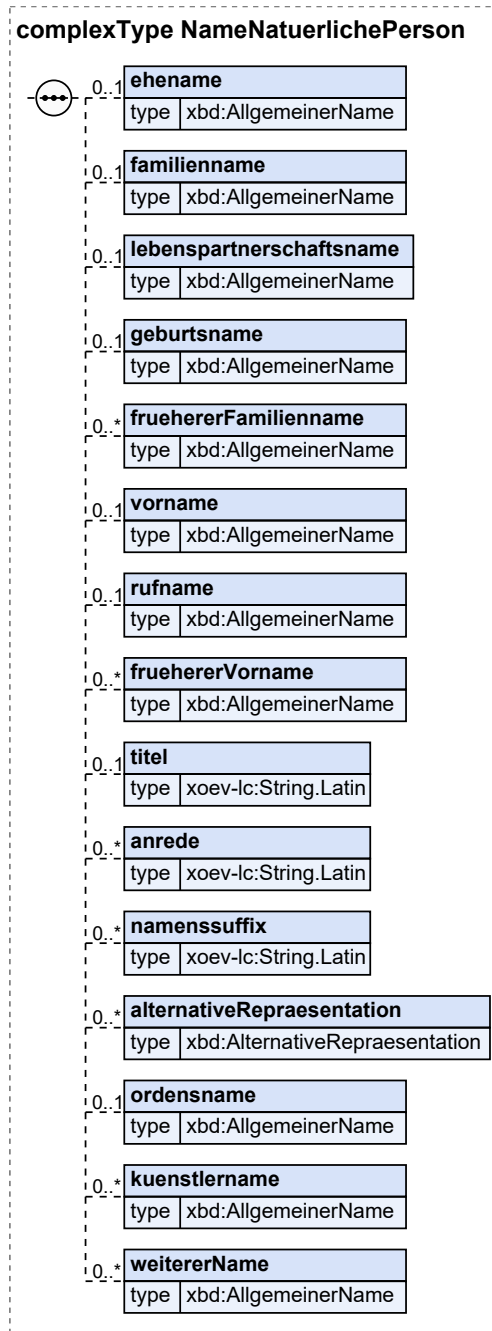 complexType NameNatuerlichePerson
0..1 ehename
type xbd:AllgemeinerName
0..1 familienname
type xbd:AllgemeinerName
0..1 lebenspartnerschaftsname
type xbd:AllgemeinerName
0..1 geburtsname
type xbd:AllgemeinerName
0..* fruehererFamilienname
type xbd:AllgemeinerName
0..1 vorname
type xbd:AllgemeinerName
0..1 rufname
type xbd:AllgemeinerName
0..* fruehererVorname
type xbd:AllgemeinerName
0..1 titel
type xoev-lc:String.Latin
0..* anrede
type xoev-lc:String.Latin
0..* namenssuffix
type xoev-lc:String.Latin
0..* alternativeRepraesentation
type xbd:AlternativeRepraesentation
0..1 ordensname
type xbd:AllgemeinerName
0..* kuenstlername
type xbd:AllgemeinerName
0..* weitererName
type xbd:AllgemeinerName